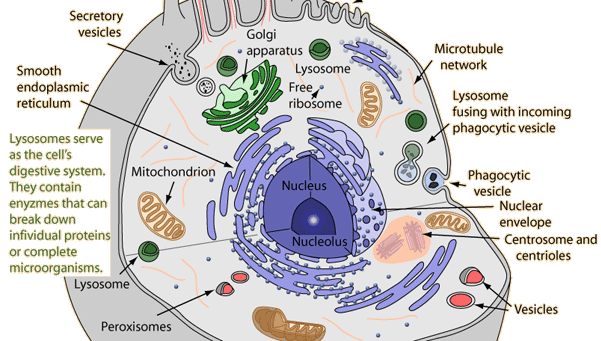 Secretory
vesicles
Golgi
apparatus
Lysosome
Free
ribosome
Microtubule
network
Smooth
endoplasmic
reticulum
Lysosome
fusing with incoming
phagocytic vesicle
Lysosomes serve
as the cell's
digestive system.
They contain
enyzmes that can
break down
infividual proteins
or complete
microorganisms.
Mitochondrion
Nucleus
Phagocytic
vesicle
Nuclear
envelope
Nucleolus
Centrosome and
centrioles
Lysosome
Vesicles
Peroxisomes